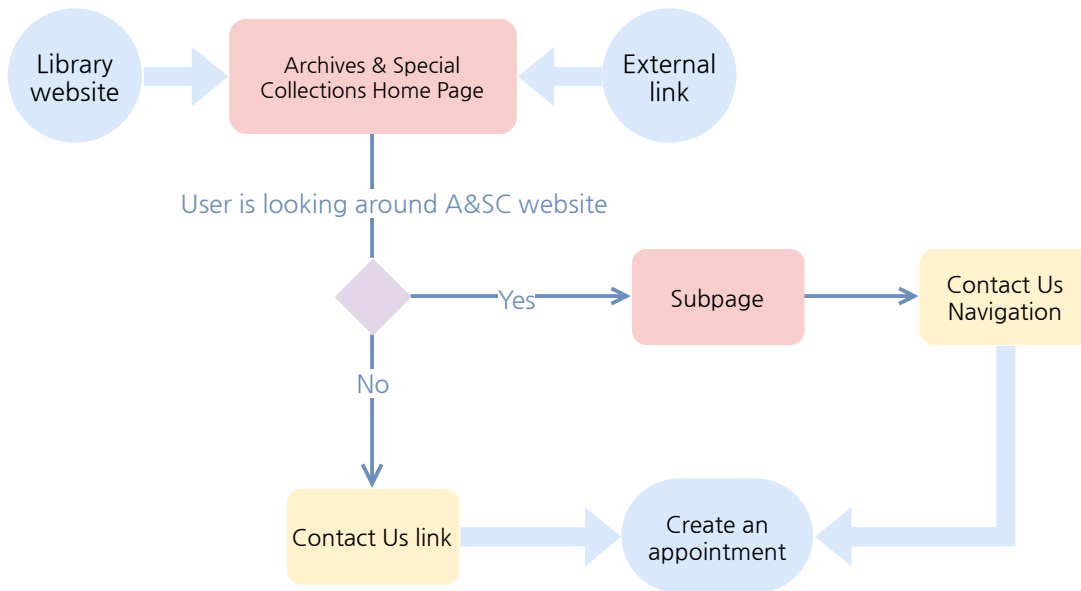 Library
website
Archives & Special
Collections Home Page
External
link
User is looking around A&SC website
Yes
Subpage
Contact Us
Navigation
No
Contact Us link
Create an
appointment